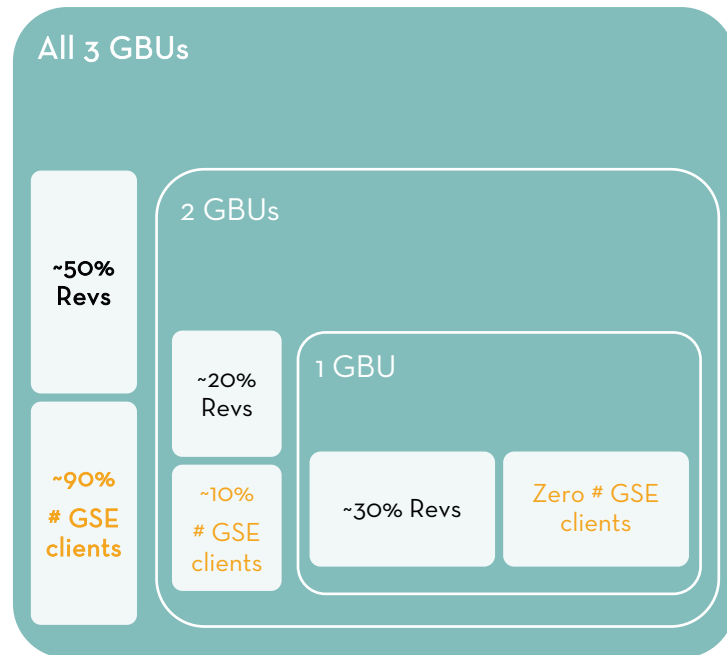 All 3 GBUs
~50%
Revs
~90%
# GSE
clients
2 GBUs
~20%
Revs
~10%
# GSE
clients
1 GBU
~30% Revs
Zero # GSE
clients